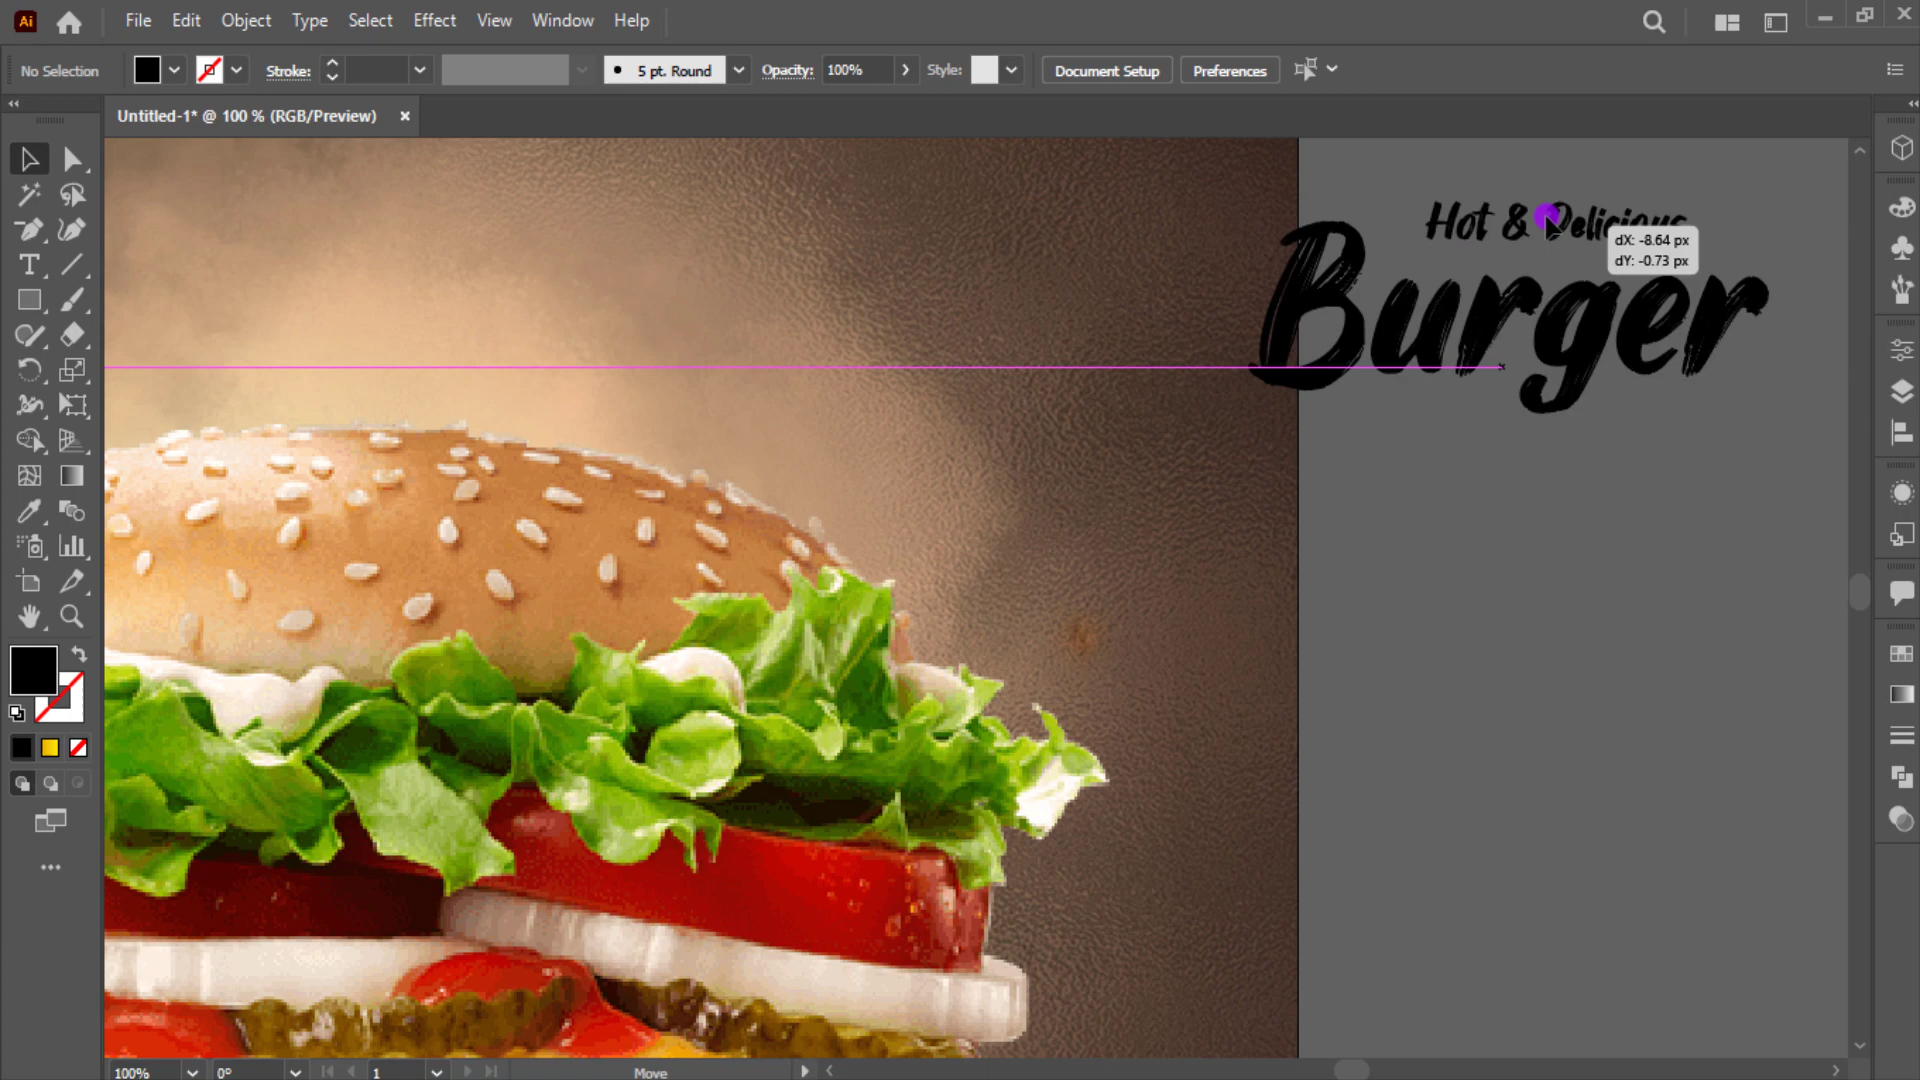 Ai File Edit Object Type Select Effect View Window Help
No Selection Stroke: 5 pt. Round Opacity: 100% Style: Document Setup Preferences
Untitled-1* @ 100 % (RGB/Preview)
Hot & Delicious
dX: -8.64 px
dY: -0.73 px
Burger
100% 0° 1 Move